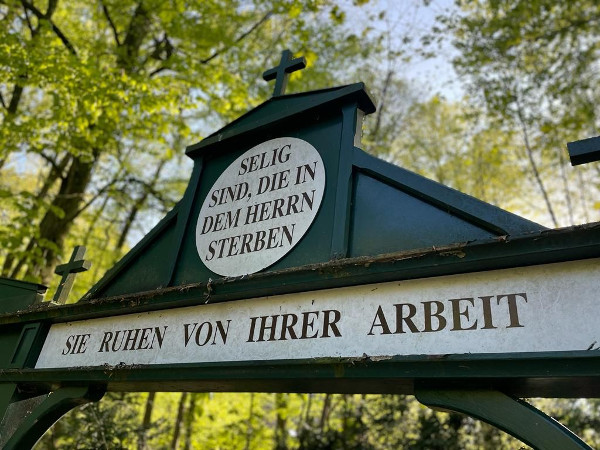 SELIG
SIND, DIE IN
DEM HERRN
STERBEN
SIE RUHEN VON IHRER ARBEIT